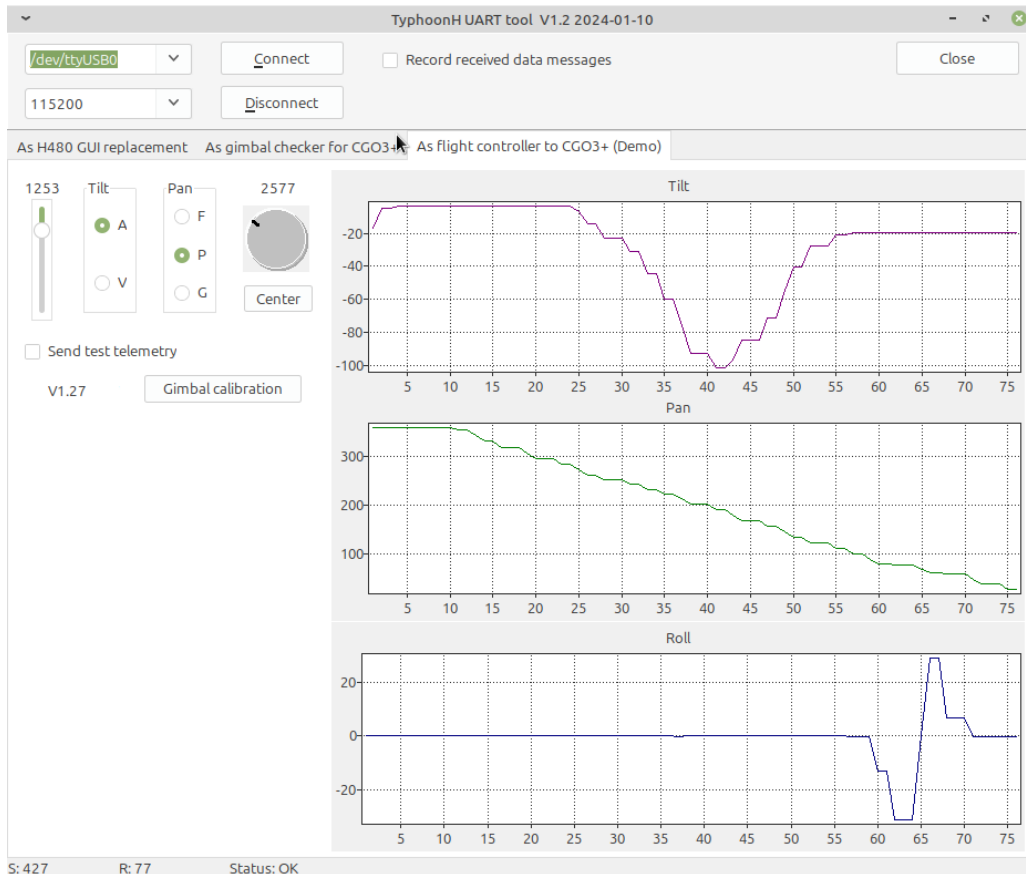 TyphoonH UART tool V1.2 2024-01-10
/dev/ttyUSB0 Connect Record received data messages Close
115200 Disconnect
As H480 GUI replacement As gimbal checker for CGO3+ As flight controller to CGO3+ (Demo)
1253 Tilt Pan 2577
A F
P
V G
Center
Send test telemetry
V1.27 Gimbal calibration
Tilt
-20
-40
-60
-80
-100
5 10 15 20 25 30 35 40 45 50 55 60 65 70 75
Pan
300
200
100
5 10 15 20 25 30 35 40 45 50 55 60 65 70 75
Roll
20
0
-20
5 10 15 20 25 30 35 40 45 50 55 60 65 70 75
S: 427 R: 77 Status: OK